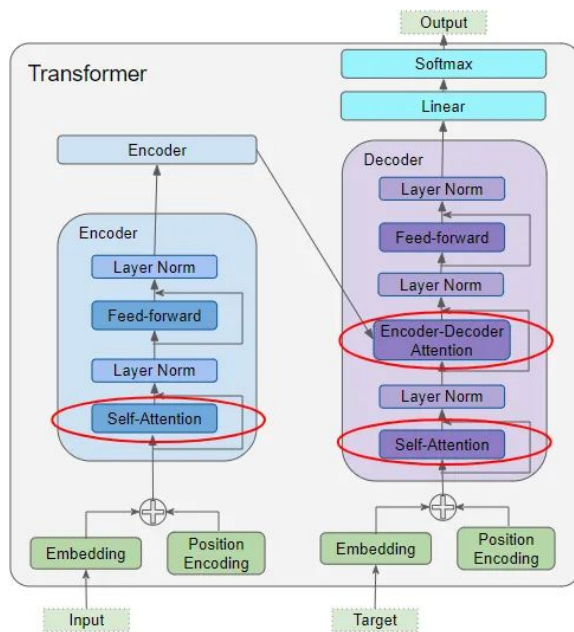 Output
Transformer
Softmax
Linear
Encoder
Encoder
Layer Norm
Feed-forward
Layer Norm
Self-Attention
Decoder
Layer Norm
Feed-forward
Layer Norm
Encoder-Decoder
Attention
Layer Norm
Self-Attention
Embedding
Position
Encoding
Embedding
Position
Encoding
Input
Target